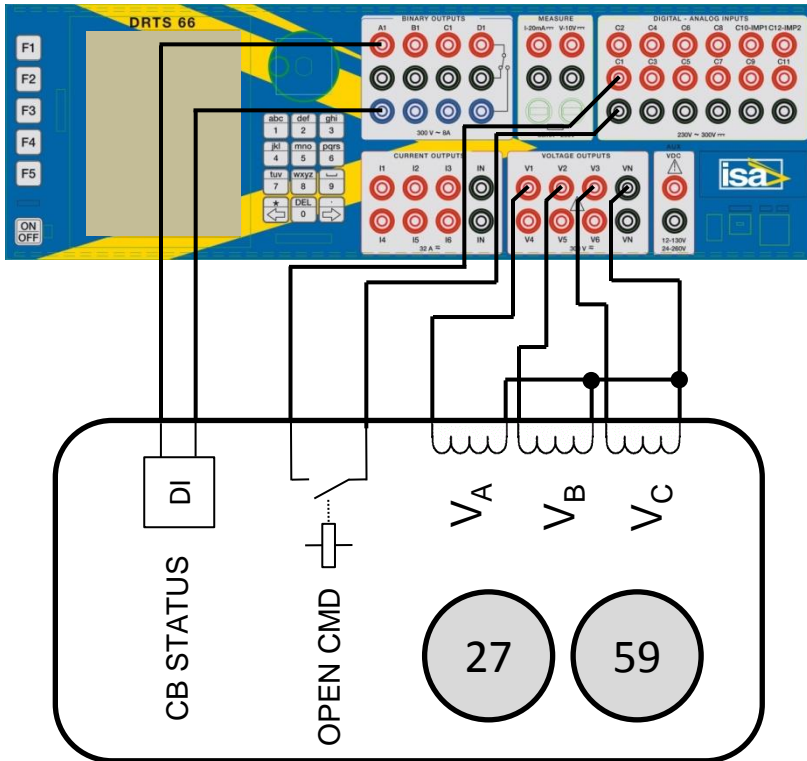 DRTS 66
F1
F2
F3
F4
F5
ON
OFF
abc def ghi
1 2 3
jkl mno pqrs
4 5 6
tuv wxyz
7 8 9
* DEL .
0
BINARY OUTPUTS
A1 B1 C1 D1
300 V ~ 6A
MEASURE
I-20mA V-10V
DIGITAL - ANALOG INPUTS
C2 C4 C6 C8 C10-IMP1 C12-IMP2
C1 C3 C5 C7 C9 C11
230V ~ 300V
CURRENT OUTPUTS
I1 I2 I3 IN
I4 I5 I6 IN
32 A
VOLTAGE OUTPUTS
V1 V2 V3 VN
V4 V5 V6 VN
AUX
VDC
12-130V
24-260V
isa
DI
CB STATUS
OPEN CMD
VA
VB
VC
27
59